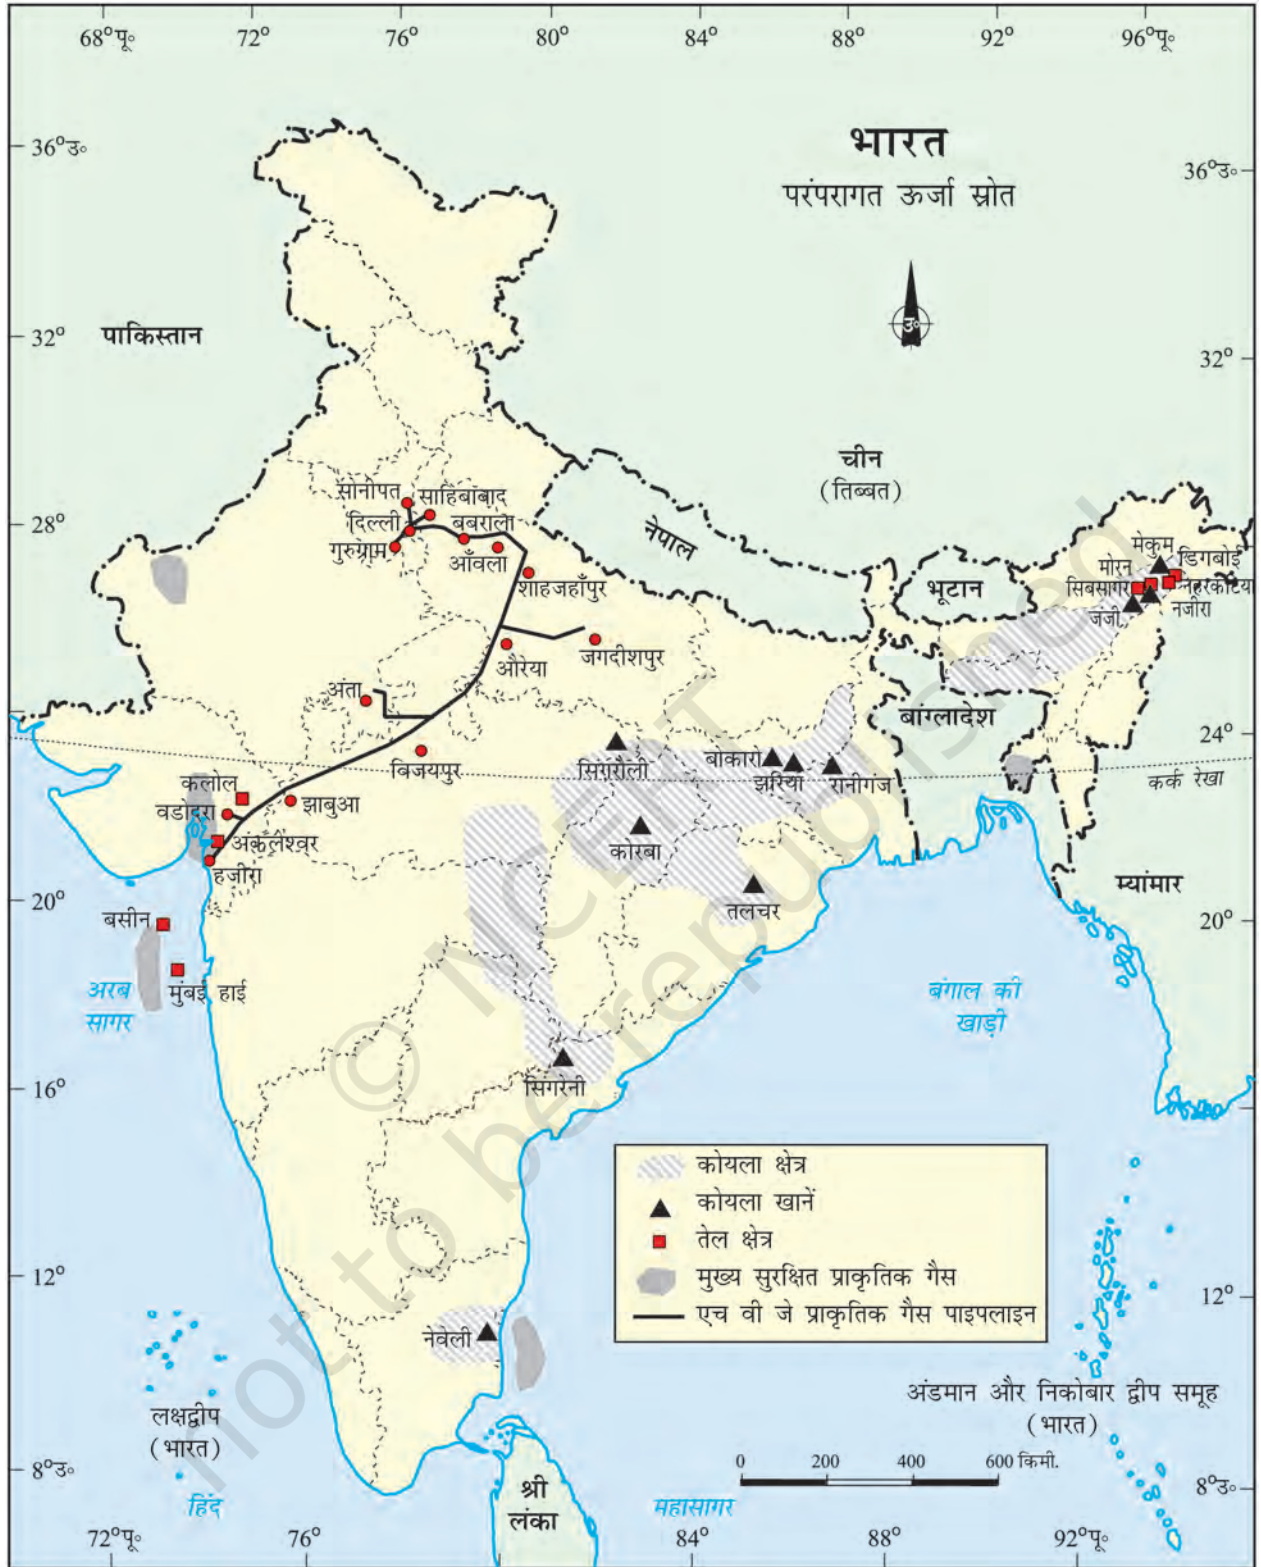 68°पू॰ 72° 76° 80° 84° 88° 92° 96°पू॰
भारत
परंपरागत ऊर्जा स्रोत
36°उ॰
36°उ॰
उ॰
पाकिस्तान
32°
32°
चीन
(तिब्बत)
सोनीपत
साहिबाबाद
दिल्ली
बबराला
28°
28°
गुरुग्राम
आँवला
नेपाल
शाहजहाँपुर
भूटान
मेकुम
डिगबोई
मोरन
सिबसागर
नहरकटिया
जंजी
नजीरा
औरैया
जगदीशपुर
अंता
बांग्लादेश
24°
विजयपुर
सिंगरौली
बोकारो
झरिया
रानीगंज
कर्क रेखा
कलोल
वडोदरा
झाबुआ
अंकलेश्वर
हजीरा
कोरबा
तलचर
म्यांमार
20°
20°
बसीन
मुंबई हाई
अरब
सागर
बंगाल की
खाड़ी
© NCERT
not to be republished
16°
सिंगरेनी
कोयला क्षेत्र
कोयला खानें
तेल क्षेत्र
मुख्य सुरक्षित प्राकृतिक गैस
एच वी जे प्राकृतिक गैस पाइपलाइन
12°
12°
नेवेली
अंडमान और निकोबार द्वीप समूह
(भारत)
लक्षद्वीप
(भारत)
0 200 400 600 किमी.
8°उ॰
8°उ॰
श्री
लंका
हिंद
महासागर
72°पू॰ 76° 84° 88° 92°पू॰